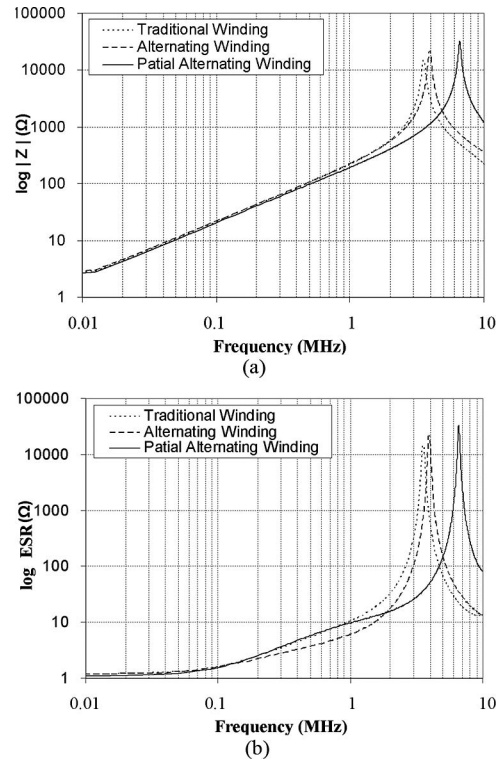 100000
10000
1000
100
10
1
log | Z | (Ω)
Traditional Winding
Alternating Winding
Patial Alternating Winding
0.01 0.1 1 10
Frequency (MHz)
(a)
100000
10000
1000
100
10
1
log ESR (Ω)
Traditional Winding
Alternating Winding
Patial Alternating Winding
0.01 0.1 1 10
Frequency (MHz)
(b)